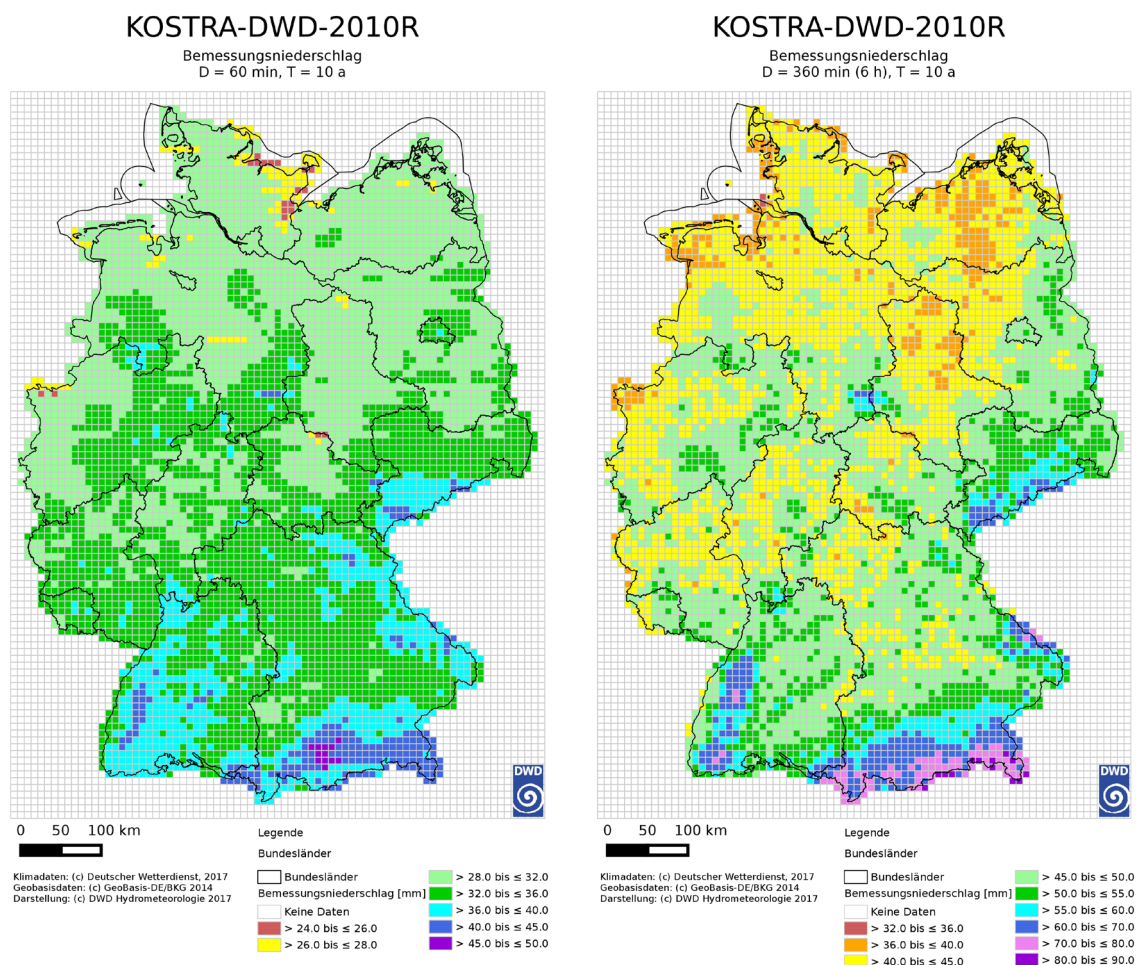 KOSTRA-DWD-2010R
Bemessungsniederschlag
D = 60 min, T = 10 a
DWD
0 50 100 km
Klimadaten: (c) Deutscher Wetterdienst, 2017
Geobasisdaten: (c) GeoBasis-DE/BKG 2014
Darstellung: (c) DWD Hydrometeorologie 2017
Legende
Bundesländer
Bundesländer
Bemessungsniederschlag [mm]
Keine Daten
> 24.0 bis ≤ 26.0
> 26.0 bis ≤ 28.0
> 28.0 bis ≤ 32.0
> 32.0 bis ≤ 36.0
> 36.0 bis ≤ 40.0
> 40.0 bis ≤ 45.0
> 45.0 bis ≤ 50.0
KOSTRA-DWD-2010R
Bemessungsniederschlag
D = 360 min (6 h), T = 10 a
DWD
0 50 100 km
Klimadaten: (c) Deutscher Wetterdienst, 2017
Geobasisdaten: (c) GeoBasis-DE/BKG 2014
Darstellung: (c) DWD Hydrometeorologie 2017
Legende
Bundesländer
Bundesländer
Bemessungsniederschlag [mm]
Keine Daten
> 32.0 bis ≤ 36.0
> 36.0 bis ≤ 40.0
> 40.0 bis ≤ 45.0
> 45.0 bis ≤ 50.0
> 50.0 bis ≤ 55.0
> 55.0 bis ≤ 60.0
> 60.0 bis ≤ 70.0
> 70.0 bis ≤ 80.0
> 80.0 bis ≤ 90.0